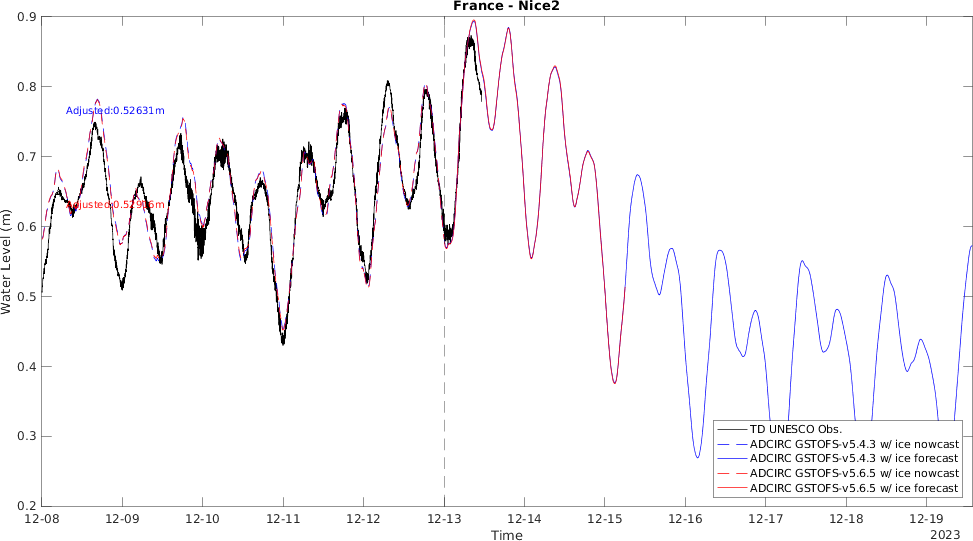 France - Nice2
0.9
0.8
0.7
0.6
0.5
0.4
0.3
0.2
Water Level (m)
Adjusted:0.52631m
TD UNESCO Obs.
ADCIRC GSTOFS-v5.4.3 w/ ice nowcast
ADCIRC GSTOFS-v5.4.3 w/ ice forecast
ADCIRC GSTOFS-v5.6.5 w/ ice nowcast
ADCIRC GSTOFS-v5.6.5 w/ ice forecast
12-08 12-09 12-10 12-11 12-12 12-13 12-14 12-15 12-16 12-17 12-18 12-19
Time
2023